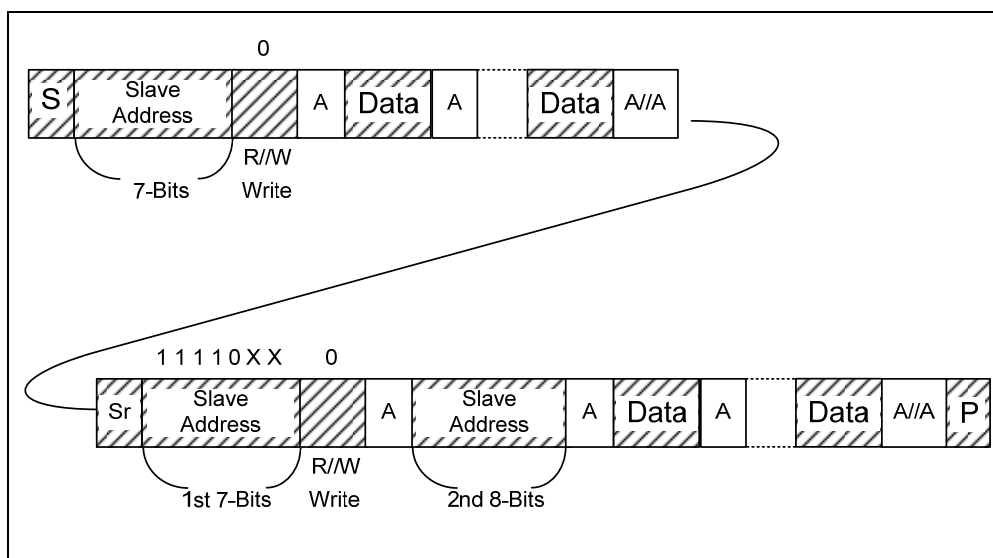 0
S Slave Address A Data A Data A//A
R//W
7-Bits Write
1 1 1 1 0 X X 0
Sr Slave Address A Slave Address A Data A Data A//A P
R//W
1st 7-Bits Write 2nd 8-Bits